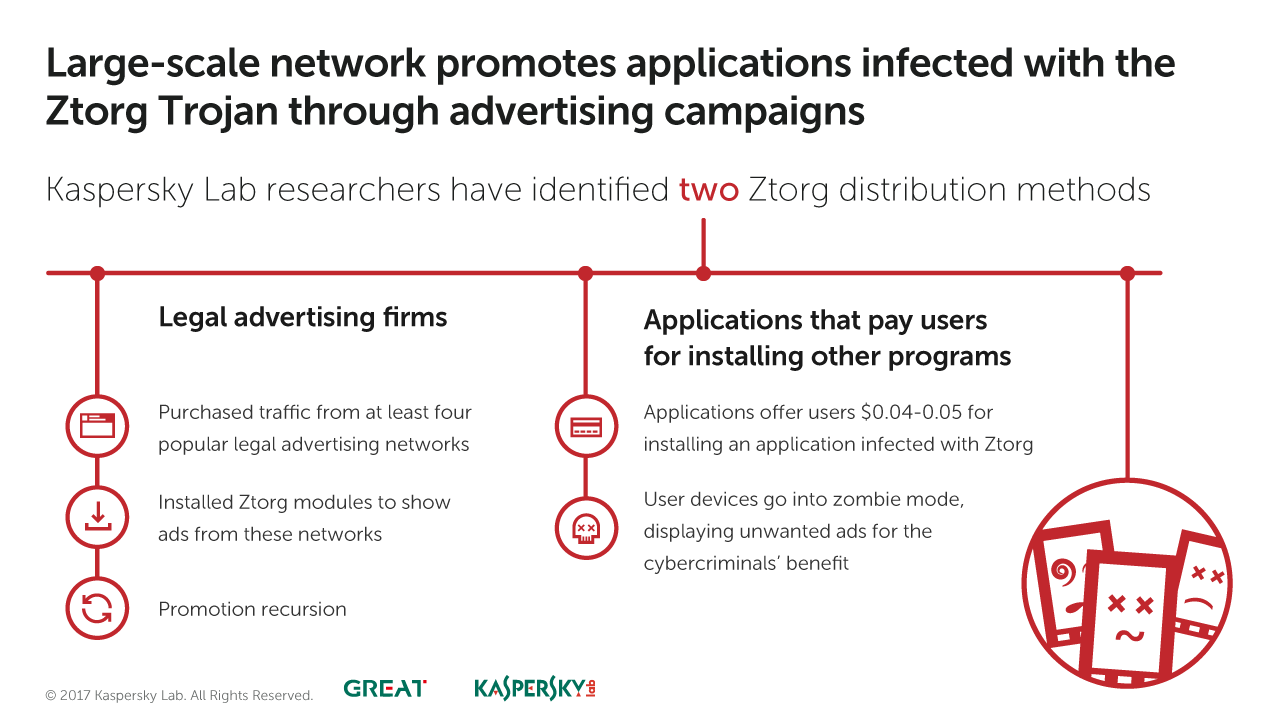 Large-scale network promotes applications infected with the
Ztorg Trojan through advertising campaigns
Kaspersky Lab researchers have identified two Ztorg distribution methods
Legal advertising firms
Purchased traffic from at least four
popular legal advertising networks
Installed Ztorg modules to show
ads from these networks
Promotion recursion
Applications that pay users
for installing other programs
Applications offer users $0.04-0.05 for
installing an application infected with Ztorg
User devices go into zombie mode,
displaying unwanted ads for the
cybercriminals’ benefit
© 2017 Kaspersky Lab. All Rights Reserved.
GREAT
KASPERSKY lab